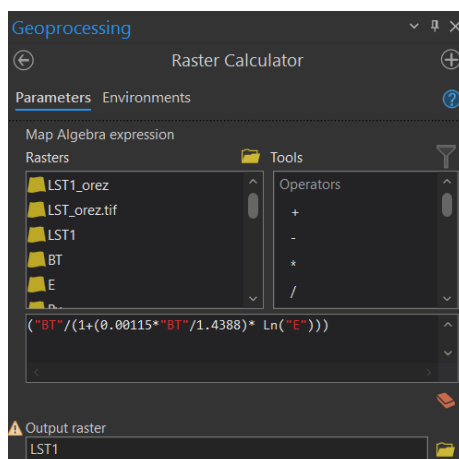 Geoprocessing
Raster Calculator
Parameters Environments
Map Algebra expression
Rasters Tools
LST1_orez
LST_orez.tif
LST1
BT
E
Operators
+
-
*
/
("BT"/(1+(0.00115*"BT"/1.4388)* Ln("E")))
Output raster
LST1